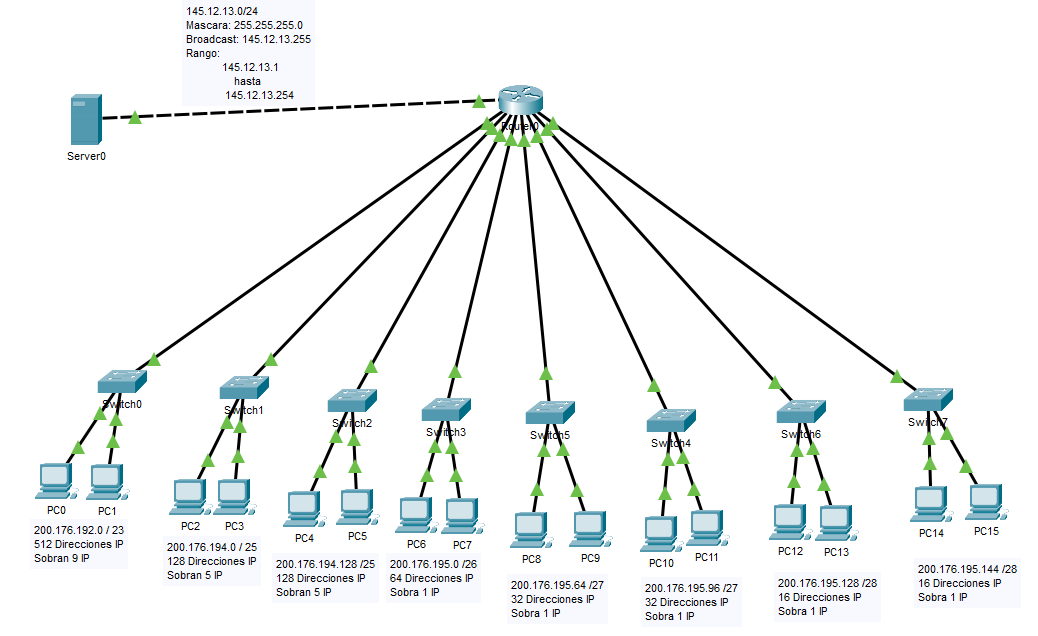 145.12.13.0/24
Mascara: 255.255.255.0
Broadcast: 145.12.13.255
Rango:
145.12.13.1
hasta
145.12.13.254
Server0
Router0
Switch0
Switch1
Switch2
Switch3
Switch5
Switch4
Switch6
Switch7
PC0
PC1
PC2
PC3
PC4
PC5
PC6
PC7
PC8
PC9
PC10
PC11
PC12
PC13
PC14
PC15
200.176.192.0 / 23
512 Direcciones IP
Sobran 9 IP
200.176.194.0 / 25
128 Direcciones IP
Sobran 5 IP
200.176.194.128 /25
128 Direcciones IP
Sobran 5 IP
200.176.195.0 /26
64 Direcciones IP
Sobra 1 IP
200.176.195.64 /27
32 Direcciones IP
Sobra 1 IP
200.176.195.96 /27
32 Direcciones IP
Sobra 1 IP
200.176.195.128 /28
16 Direcciones IP
Sobra 1 IP
200.176.195.144 /28
16 Direcciones IP
Sobra 1 IP